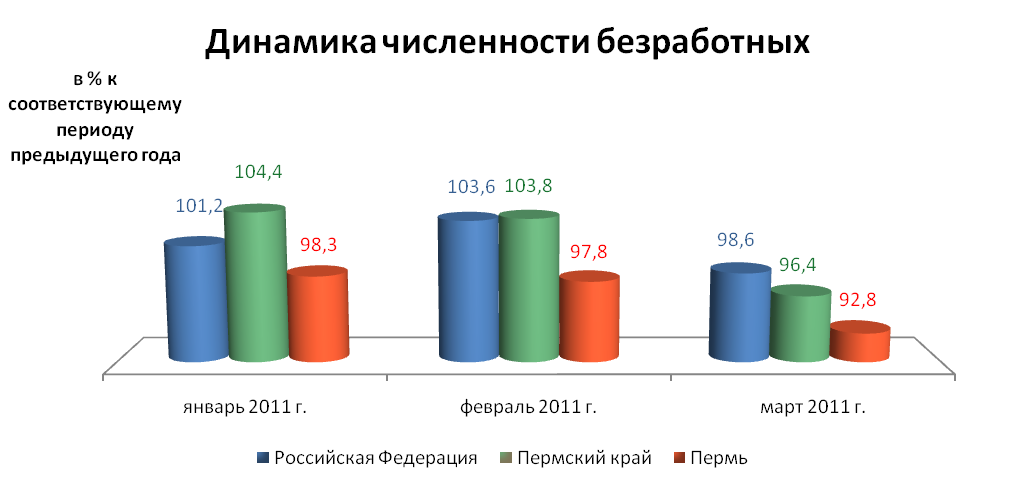 Динамика численности безработных
в % к
соответствующему
периоду
предыдущего года
101,2
104,4
98,3
103,6
103,8
97,8
98,6
96,4
92,8
январь 2011 г.
февраль 2011 г.
март 2011 г.
Российская Федерация
Пермский край
Пермь